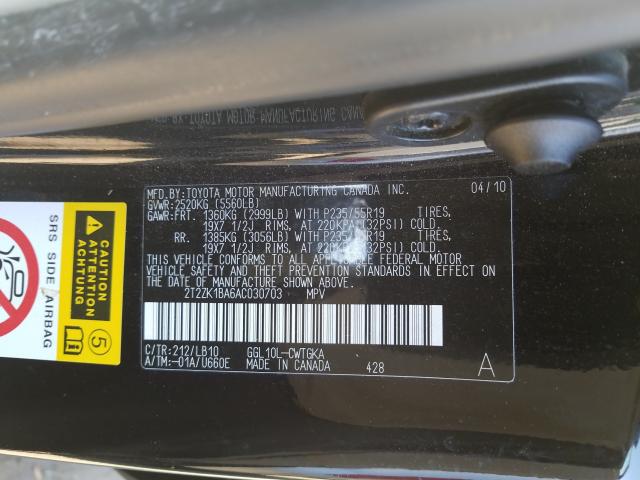 MFD.BY:TOYOTA MOTOR MANUFACTURING CANADA INC. 04/10
GVWR:2520KG (5560LB)
GAWR:FRT. 1360KG (2999LB) WITH P235/55R19 TIRES,
19X7 1/2J RIMS, AT 220KPA(32PSI) COLD.
RR. 1385KG (3056LB) WITH P235/55R19 TIRES,
19X7 1/2J RIMS, AT 220KPA(32PSI) COLD.
THIS VEHICLE CONFORMS TO ALL APPLICABLE FEDERAL MOTOR
VEHICLE SAFETY AND THEFT PREVENTION STANDARDS IN EFFECT ON
THE DATE OF MANUFACTURE SHOWN ABOVE.
2T2ZK1BA6AC030703 MPV
C/TR:212/LB10 GGL10L-CWTGKA
A/TM:-01A/U660E MADE IN CANADA 428 A
SRS SIDE AIRBAG
CAUTION
ATTENTION
ACHTUNG
5